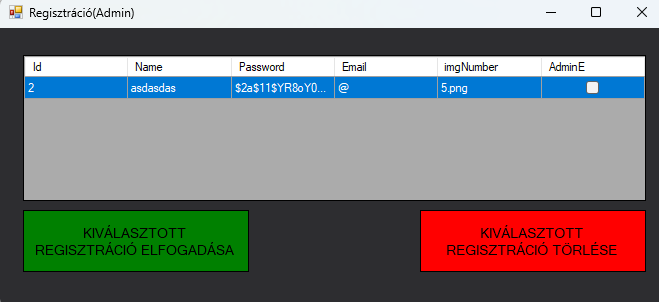 Regisztráció(Admin)
Id Name Password Email imgNumber AdminE
2 asdasdas $2a$11$YR8oY0... @ 5.png
KIVÁLASZTOTT
REGISZTRÁCIÓ ELFOGADÁSA
KIVÁLASZTOTT
REGISZTRÁCIÓ TÖRLÉSE